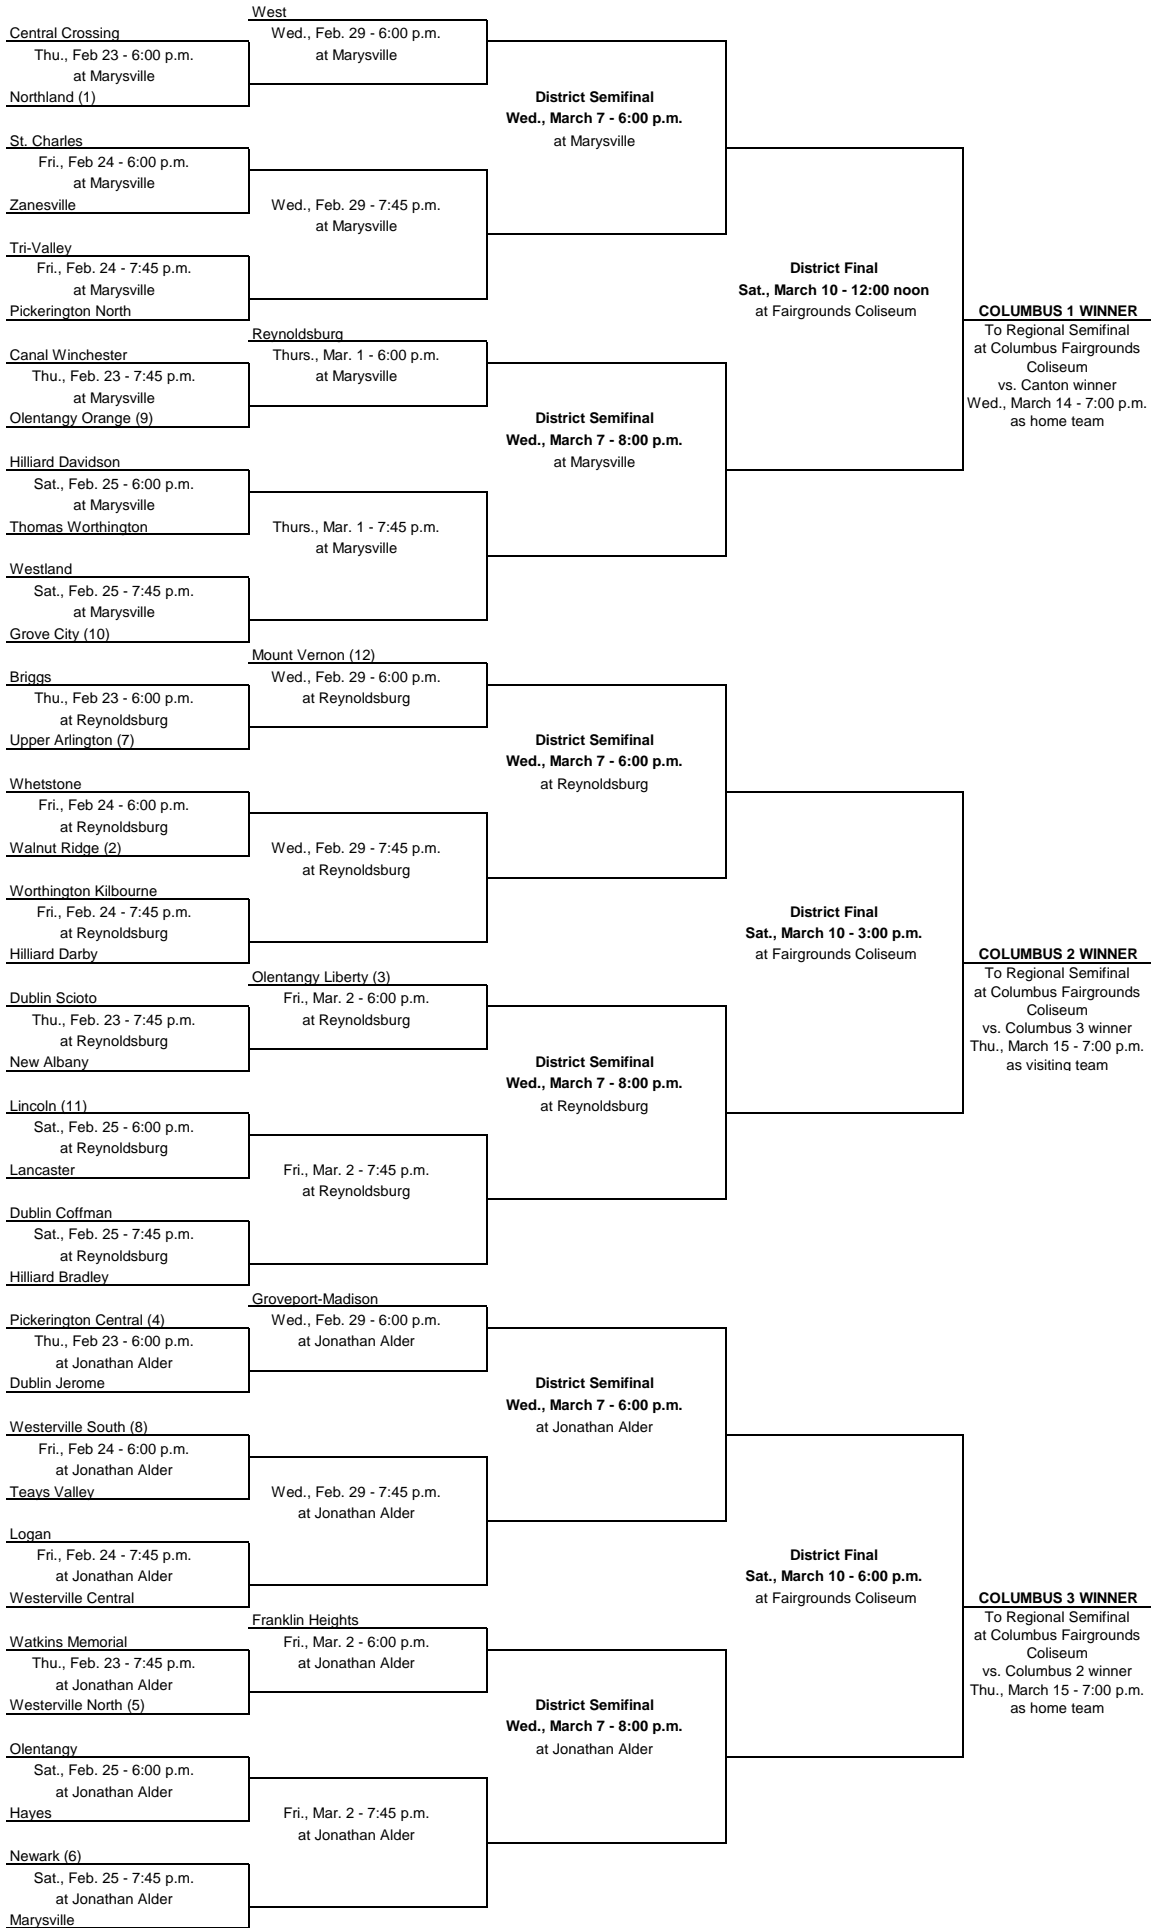 West
Central Crossing
Wed., Feb. 29 - 6:00 p.m.
Thu., Feb 23 - 6:00 p.m.
at Marysville
at Marysville
Northland (1)
District Semifinal
Wed., March 7 - 6:00 p.m.
St. Charles
at Marysville
Fri., Feb 24 - 6:00 p.m.
at Marysville
Zanesville
Wed., Feb. 29 - 7:45 p.m.
at Marysville
Tri-Valley
Fri., Feb. 24 - 7:45 p.m.
District Final
at Marysville
Sat., March 10 - 12:00 noon
Pickerington North
at Fairgrounds Coliseum
COLUMBUS 1 WINNER
Reynoldsburg
To Regional Semifinal
Canal Winchester
Thurs., Mar. 1 - 6:00 p.m.
at Columbus Fairgrounds
Thu., Feb. 23 - 7:45 p.m.
at Marysville
Coliseum
at Marysville
vs. Canton winner
Olentangy Orange (9)
District Semifinal
Wed., March 14 - 7:00 p.m.
Wed., March 7 - 8:00 p.m.
as home team
Hilliard Davidson
at Marysville
Sat., Feb. 25 - 6:00 p.m.
at Marysville
Thomas Worthington
Thurs., Mar. 1 - 7:45 p.m.
at Marysville
Westland
Sat., Feb. 25 - 7:45 p.m.
at Marysville
Grove City (10)
Mount Vernon (12)
Briggs
Wed., Feb. 29 - 6:00 p.m.
Thu., Feb 23 - 6:00 p.m.
at Reynoldsburg
at Reynoldsburg
Upper Arlington (7)
District Semifinal
Wed., March 7 - 6:00 p.m.
Whetstone
at Reynoldsburg
Fri., Feb 24 - 6:00 p.m.
at Reynoldsburg
Walnut Ridge (2)
Wed., Feb. 29 - 7:45 p.m.
at Reynoldsburg
Worthington Kilbourne
Fri., Feb. 24 - 7:45 p.m.
District Final
at Reynoldsburg
Sat., March 10 - 3:00 p.m.
Hilliard Darby
at Fairgrounds Coliseum
COLUMBUS 2 WINNER
Olentangy Liberty (3)
To Regional Semifinal
Dublin Scioto
Fri., Mar. 2 - 6:00 p.m.
at Columbus Fairgrounds
Thu., Feb. 23 - 7:45 p.m.
at Reynoldsburg
Coliseum
at Reynoldsburg
vs. Columbus 3 winner
New Albany
District Semifinal
Thu., March 15 - 7:00 p.m.
Wed., March 7 - 8:00 p.m.
as visiting team
Lincoln (11)
at Reynoldsburg
Sat., Feb. 25 - 6:00 p.m.
at Reynoldsburg
Lancaster
Fri., Mar. 2 - 7:45 p.m.
at Reynoldsburg
Dublin Coffman
Sat., Feb. 25 - 7:45 p.m.
at Reynoldsburg
Hilliard Bradley
Groveport-Madison
Pickerington Central (4)
Wed., Feb. 29 - 6:00 p.m.
Thu., Feb 23 - 6:00 p.m.
at Jonathan Alder
at Jonathan Alder
Dublin Jerome
District Semifinal
Wed., March 7 - 6:00 p.m.
Westerville South (8)
at Jonathan Alder
Fri., Feb 24 - 6:00 p.m.
at Jonathan Alder
Teays Valley
Wed., Feb. 29 - 7:45 p.m.
at Jonathan Alder
Logan
Fri., Feb. 24 - 7:45 p.m.
District Final
at Jonathan Alder
Sat., March 10 - 6:00 p.m.
Westerville Central
at Fairgrounds Coliseum
COLUMBUS 3 WINNER
Franklin Heights
To Regional Semifinal
Watkins Memorial
Fri., Mar. 2 - 6:00 p.m.
at Columbus Fairgrounds
Thu., Feb. 23 - 7:45 p.m.
at Jonathan Alder
Coliseum
at Jonathan Alder
vs. Columbus 2 winner
Westerville North (5)
District Semifinal
Thu., March 15 - 7:00 p.m.
Wed., March 7 - 8:00 p.m.
as home team
Olentangy
at Jonathan Alder
Sat., Feb. 25 - 6:00 p.m.
at Jonathan Alder
Hayes
Fri., Mar. 2 - 7:45 p.m.
at Jonathan Alder
Newark (6)
Sat., Feb. 25 - 7:45 p.m.
at Jonathan Alder
Marysville